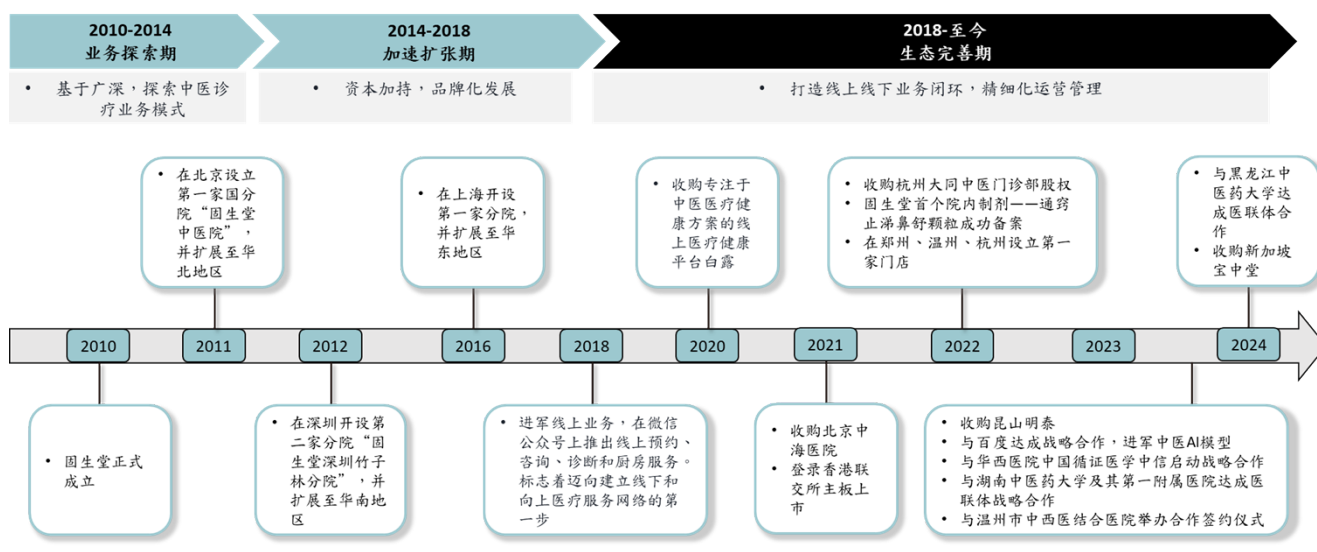 2010-2014
业务探索期
2014-2018
加速扩张期
2018-至今
生态完善期
• 基于广深，探索中医诊
疗业务模式
• 资本加持，品牌化发展
• 打造线上线下业务闭环，精细化运营管理
• 在北京设立
第一家国分
院“固生堂
中医院”，
并扩展至华
北地区
• 在上海开设
第一家分院，
并扩展至华
东地区
• 收购专注于
中医医疗健
康方案的线
上医疗健康
平台白露
• 收购杭州大同中医门诊部股权
• 固生堂首个院内制剂——通窍
止涕鼻舒颗粒成功备案
• 在郑州、温州、杭州设立第一
家门店
• 与黑龙江中
医药大学达
成医联体合
作
• 收购新加坡
宝中堂
2010
2011
2012
2016
2018
2020
2021
2022
2023
2024
• 固生堂正式
成立
• 在深圳开设第
二家分院“固
生堂深圳竹子
林分院”，并
扩展至华南地
区
• 进军线上业务，在微信
公众号上推出线上预约、
咨询、诊断和厨房服务。
标志着迈向建立线下和
向上医疗服务网络的第
一步
• 收购北京中
海医院
• 登录香港联
交所主板上
市
• 收购昆山明泰
• 与百度达成战略合作，进军中医AI模型
• 与华西医院中国循证医学中信启动战略合作
• 与湖南中医药大学及其第一附属医院达成医
联体战略合作
• 与温州市中西医结合医院举办合作签约仪式